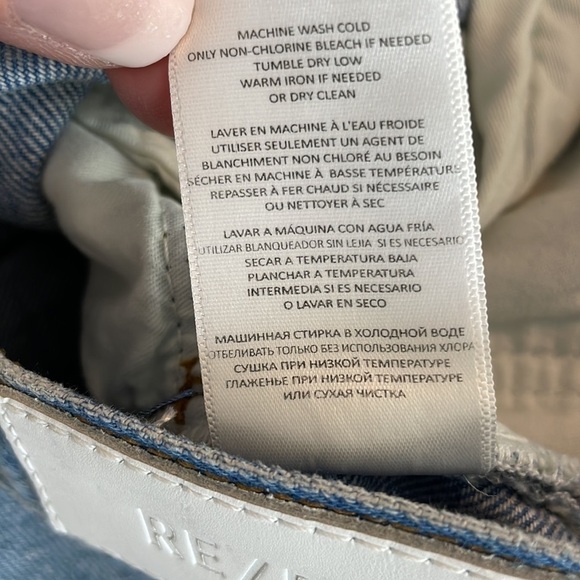 MACHINE WASH COLD
ONLY NON-CHLORINE BLEACH IF NEEDED
TUMBLE DRY LOW
WARM IRON IF NEEDED
OR DRY CLEAN
LAVER EN MACHINE À L'EAU FROIDE
UTILISER SEULEMENT UN AGENT DE
BLANCHIMENT NON CHLORÉ AU BESOIN
SÉCHER EN MACHINE À BASSE TEMPÉRATURE
REPASSER À FER CHAUD SI NÉCESSAIRE
OU NETTOYER À SEC
LAVAR A MÁQUINA CON AGUA FRÍA
UTILIZAR BLANQUEADOR SIN LEJIA SI ES NECESARIO
SECAR A TEMPERATURA BAJA
PLANCHAR A TEMPERATURA
INTERMEDIA SI ES NECESARIO
O LAVAR EN SECO
МАШИННАЯ СТИРКА В ХОЛОДНОЙ ВОДЕ
ОТБЕЛИВАТЬ ТОЛЬКО БЕЗ ИСПОЛЬЗОВАНИЯ ХЛОРА
СУШКА ПРИ НИЗКОЙ ТЕМПЕРАТУРЕ
ГЛАЖЕНЬЕ ПРИ НИЗКОЙ ТЕМПЕРАТУРЕ
ИЛИ СУХАЯ ЧИСТКА
RE/